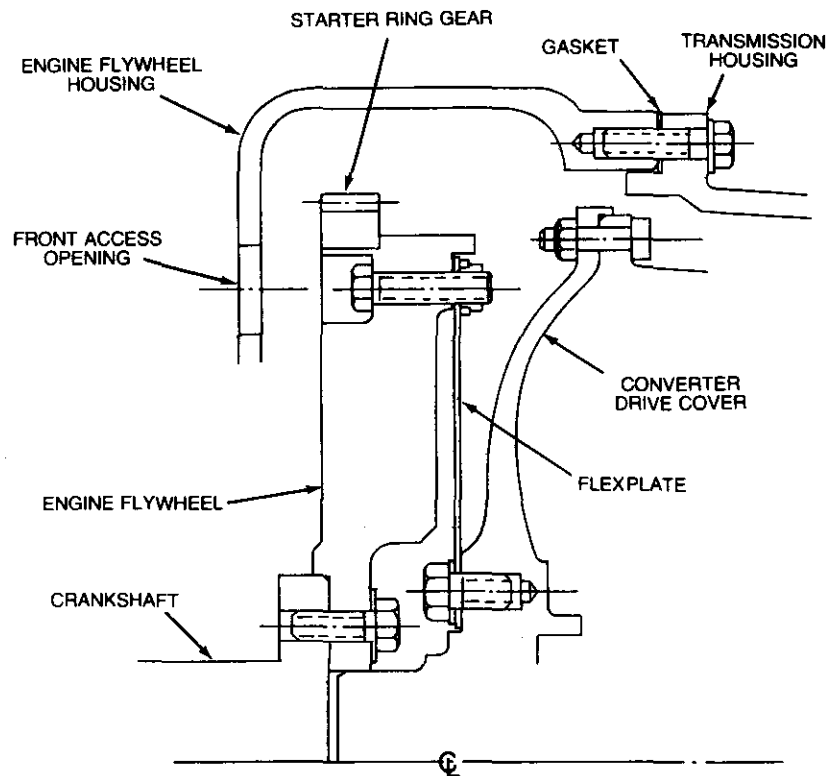 STARTER RING GEAR
GASKET
TRANSMISSION
HOUSING
ENGINE FLYWHEEL
HOUSING
FRONT ACCESS
OPENING
CONVERTER
DRIVE COVER
FLEXPLATE
ENGINE FLYWHEEL
CRANKSHAFT
℄